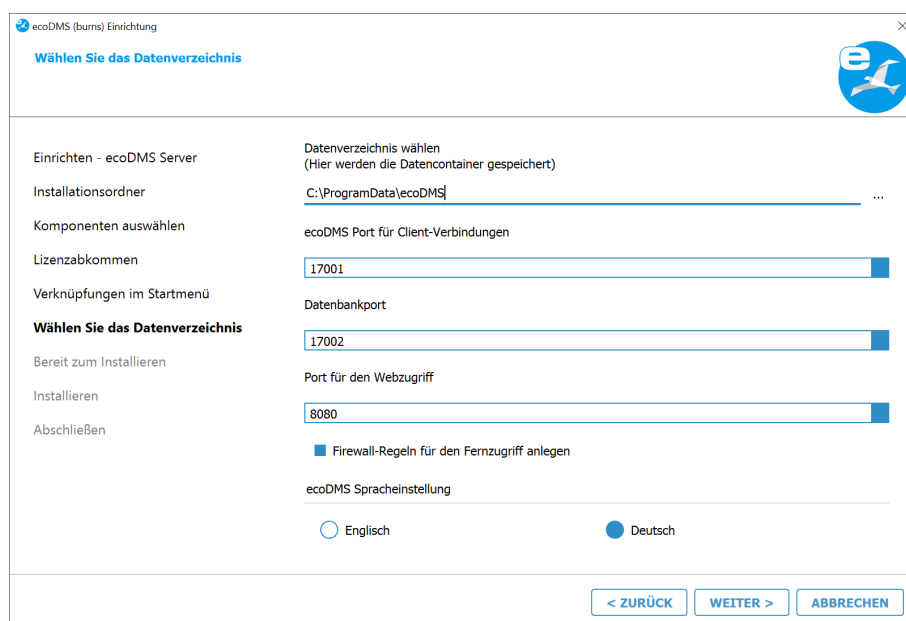 ecoDMS (burns) Einrichtung
Wählen Sie das Datenverzeichnis
e
Einrichten - ecoDMS Server
Installationsordner
Komponenten auswählen
Lizenzabkommen
Verknüpfungen im Startmenü
Wählen Sie das Datenverzeichnis
Bereit zum Installieren
Installieren
Abschließen
Datenverzeichnis wählen
(Hier werden die Datencontainer gespeichert)
C:\ProgramData\ecoDMS
...
ecoDMS Port für Client-Verbindungen
17001
Datenbankport
17002
Port für den Webzugriff
8080
Firewall-Regeln für den Fernzugriff anlegen
ecoDMS Spracheinstellung
Englisch
Deutsch
< ZURÜCK
WEITER >
ABBRECHEN